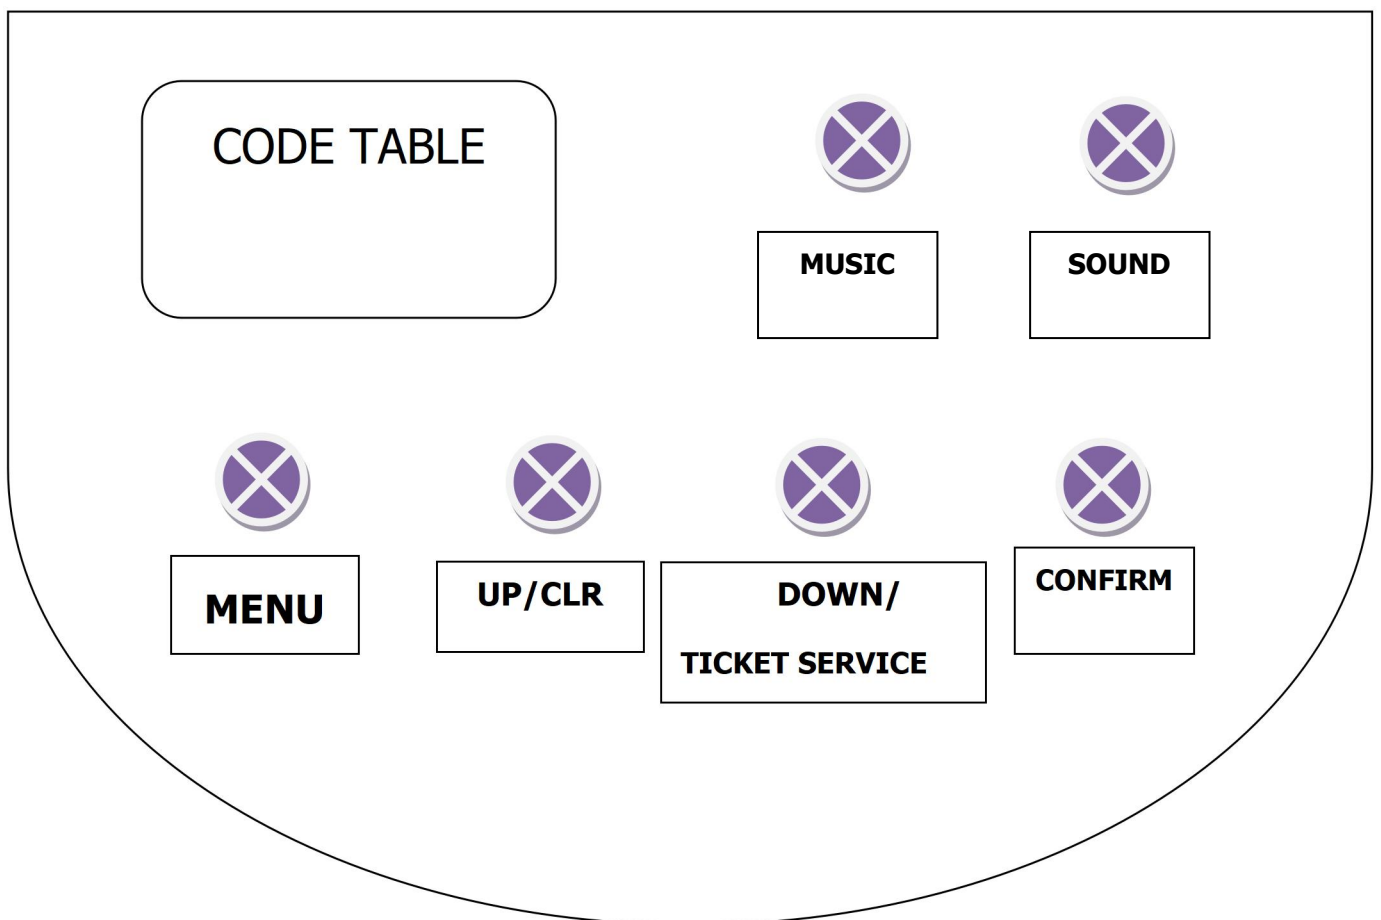 CODE TABLE
MUSIC
SOUND
MENU
UP/CLR
DOWN/
TICKET SERVICE
CONFIRM